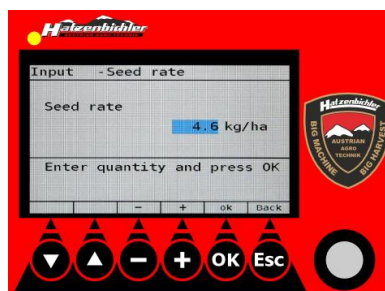 Hatzenbichler
Input - Seed rate
Seed rate
4.6 kg/ha
Enter quantity and press OK
- + ok Back
Hatzenbichler
BIG MACHINE
AUSTRIAN
AGRO
TECHNIK
BIG HARVEST
- + OK Esc